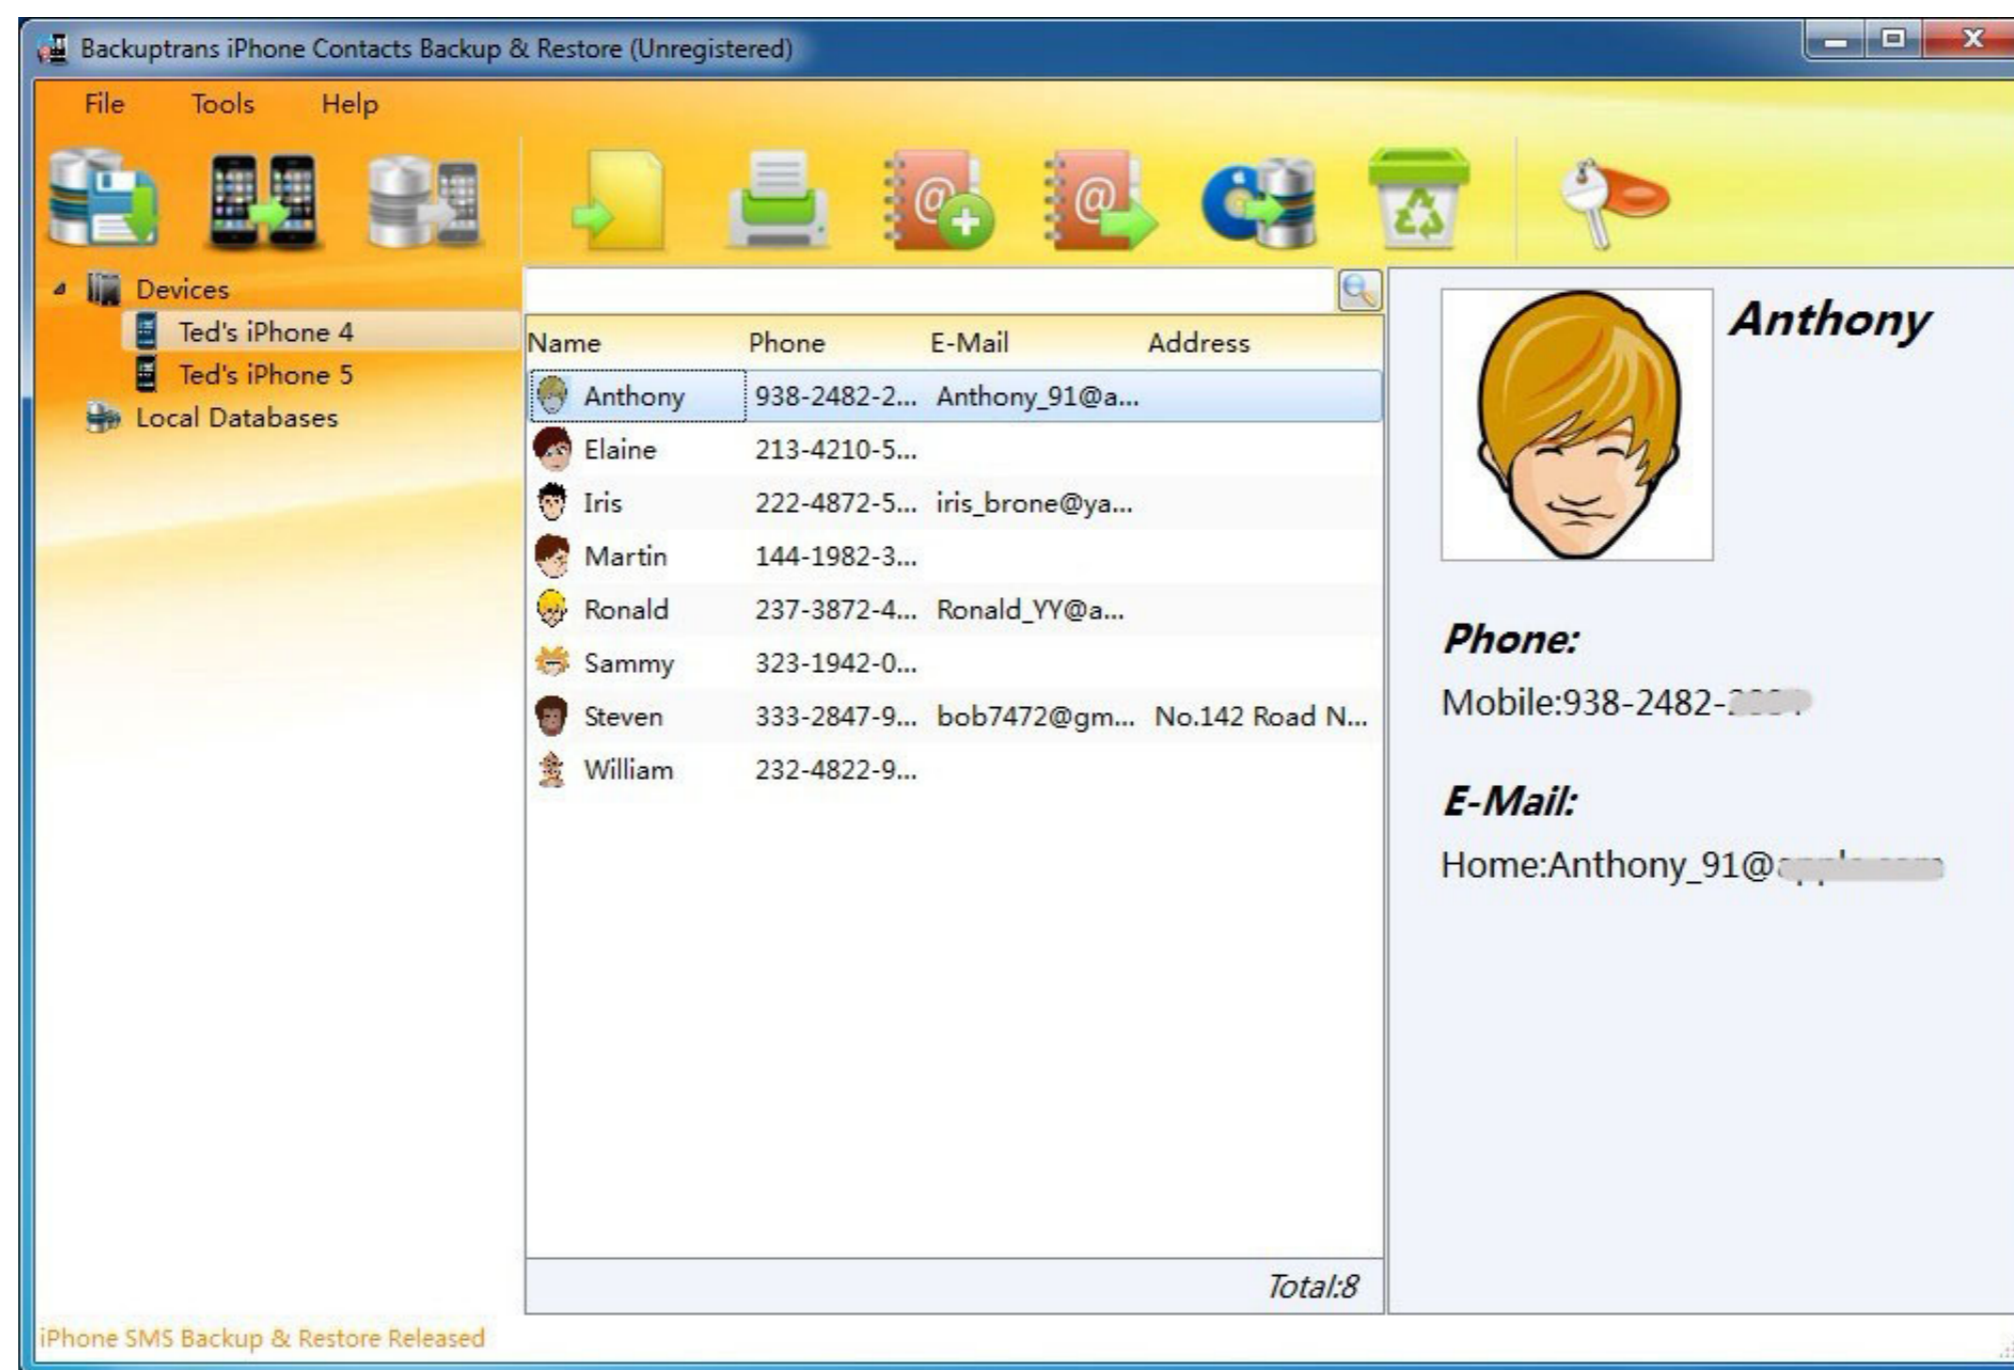 Backuptrans iPhone Contacts Backup & Restore (Unregistered)
File Tools Help
Devices
Ted's iPhone 4
Ted's iPhone 5
Local Databases
Name Phone E-Mail Address
Anthony 938-2482-2... Anthony_91@a...
Elaine 213-4210-5...
Iris 222-4872-5... iris_brone@ya...
Martin 144-1982-3...
Ronald 237-3872-4... Ronald_YY@a...
Sammy 323-1942-0...
Steven 333-2847-9... bob7472@gm... No.142 Road N...
William 232-4822-9...
Total:8
Anthony
Phone:
Mobile:938-2482-
E-Mail:
Home:Anthony_91@
iPhone SMS Backup & Restore Released